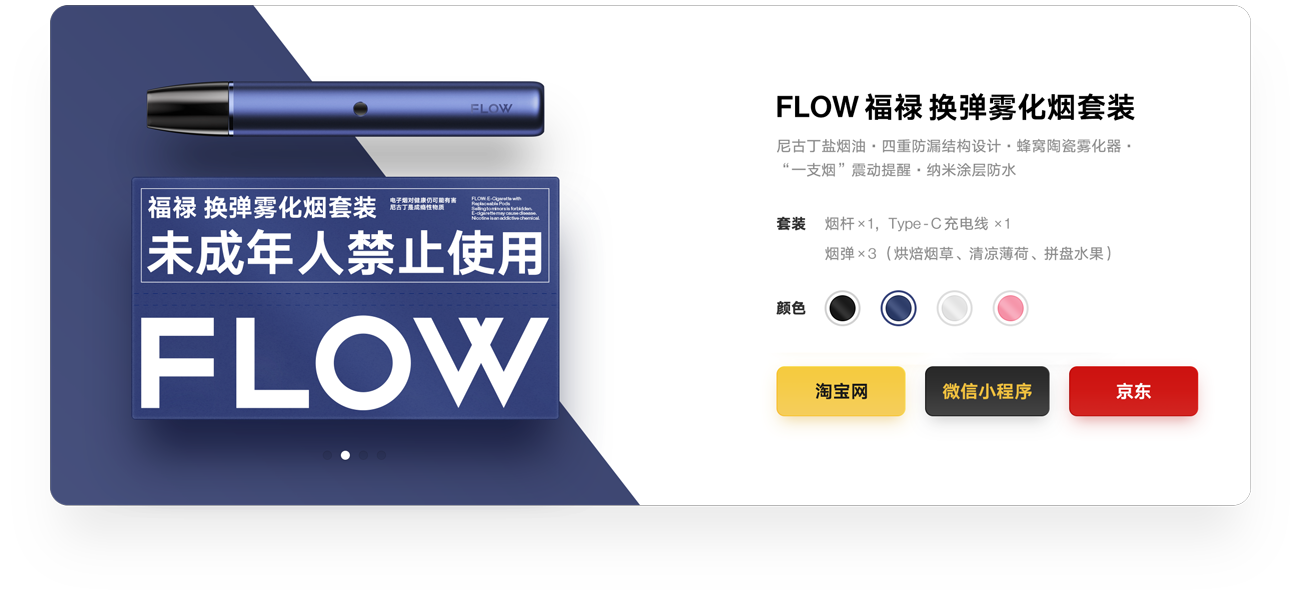 FLOW
福禄 换弹雾化烟套装
电子烟对健康仍可能有害
尼古丁是成瘾性物质
FLOW E-Cigarette with
Replaceable Pods
Selling to minors is forbidden.
E-cigarette may cause disease.
Nicotine is an addictive chemical.
未成年人禁止使用
FLOW
FLOW 福禄 换弹雾化烟套装
尼古丁盐烟油・四重防漏结构设计・蜂窝陶瓷雾化器・
“一支烟”震动提醒・纳米涂层防水
套装 烟杆×1，Type-C充电线 ×1
烟弹×3（烘焙烟草、清凉薄荷、拼盘水果）
颜色
淘宝网 微信小程序 京东